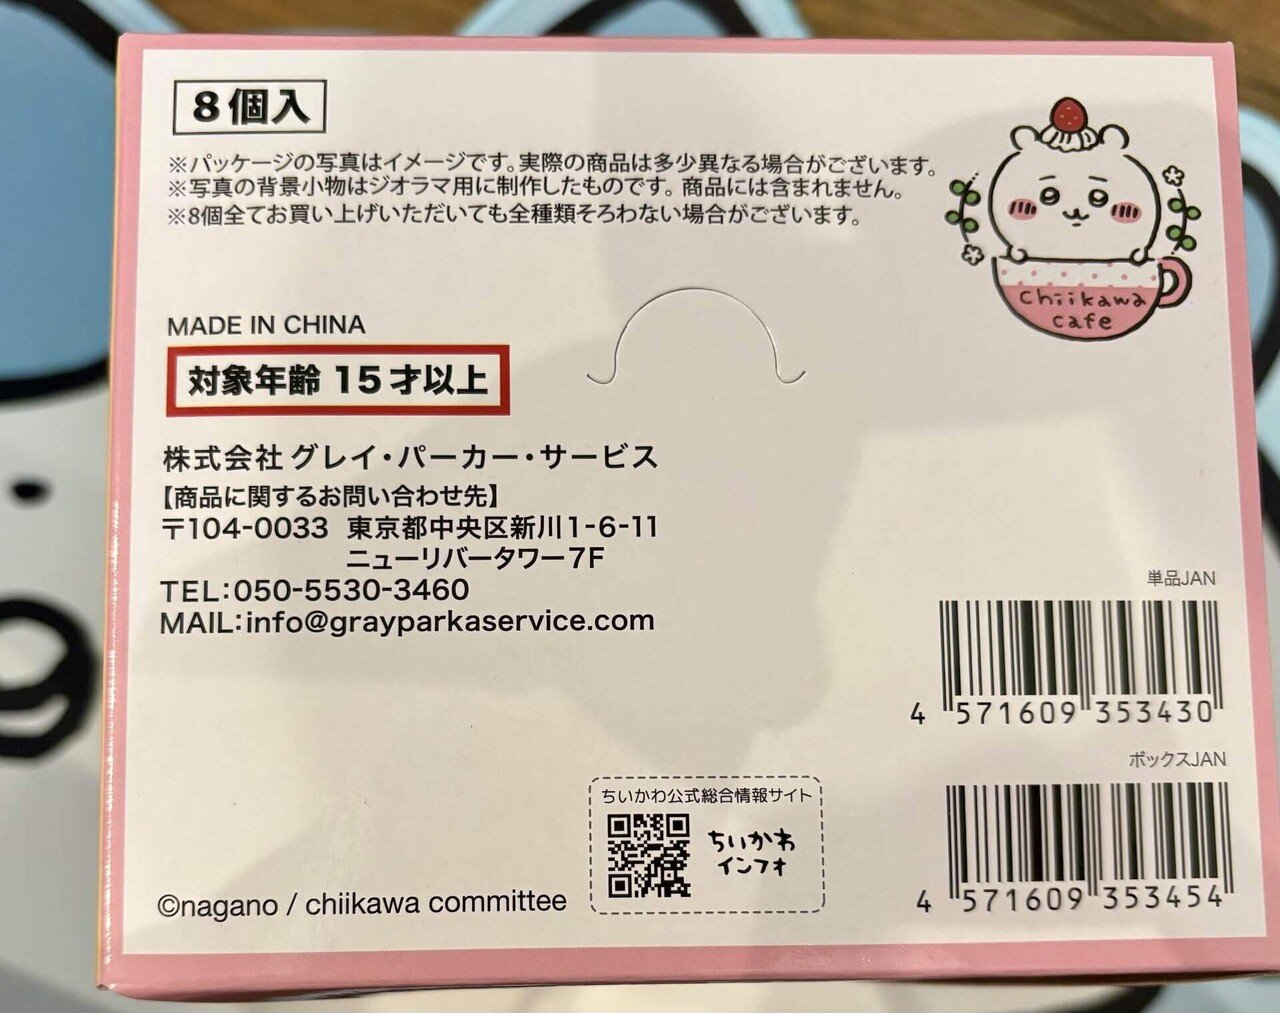 8個入
※パッケージの写真はイメージです。実際の商品は多少異なる場合がございます。
※写真の背景小物はジオラマ用に制作したものです。商品には含まれません。
※8個全てお買い上げいただいても全種類そろわない場合がございます。
chiikawa
cafe
MADE IN CHINA
対象年齢 15才以上
株式会社 グレイ・パーカー・サービス
【商品に関するお問い合わせ先】
〒104-0033 東京都中央区新川1-6-11
ニューリバータワー7F
TEL:050-5530-3460
MAIL:info@grayparkaservice.com
単品JAN
4 571609 353430
ボックスJAN
4 571609 353454
ちいかわ公式総合情報サイト
ちいかわ
インフォ
©nagano / chiikawa committee